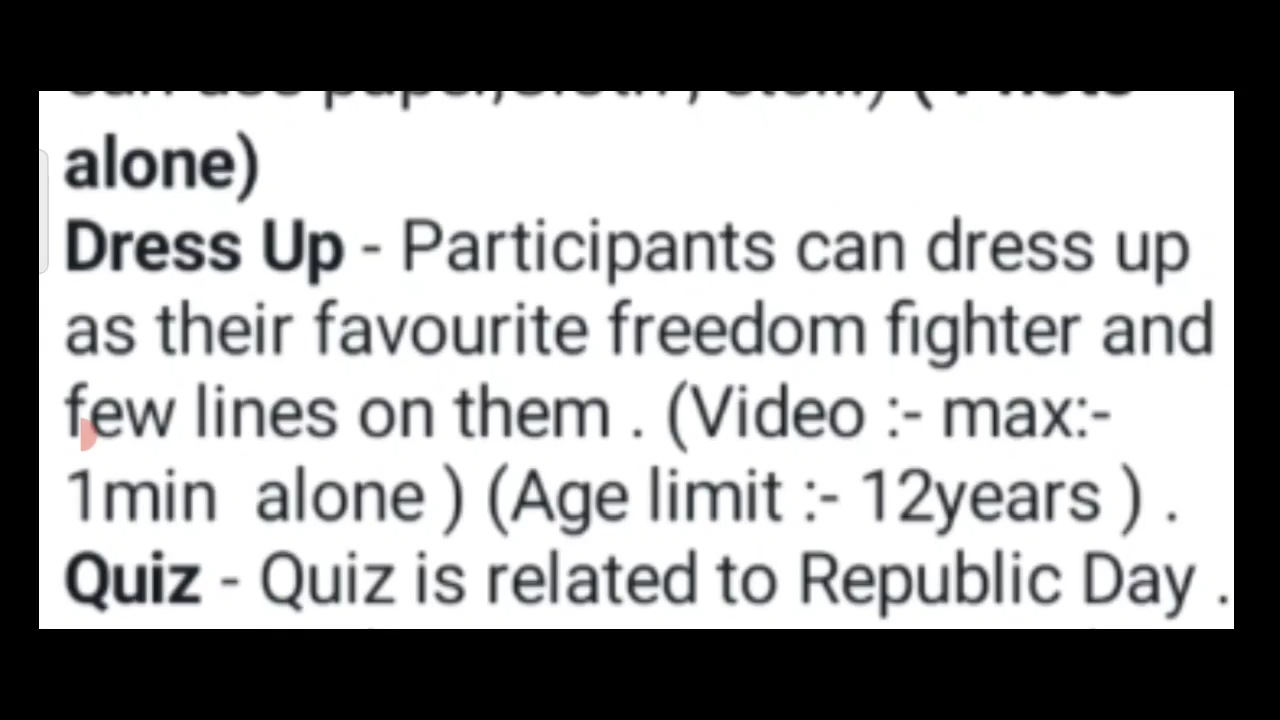 alone)
Dress Up - Participants can dress up
as their favourite freedom fighter and
few lines on them . (Video :- max:-
1min  alone ) (Age limit :- 12years ) .
Quiz - Quiz is related to Republic Day .